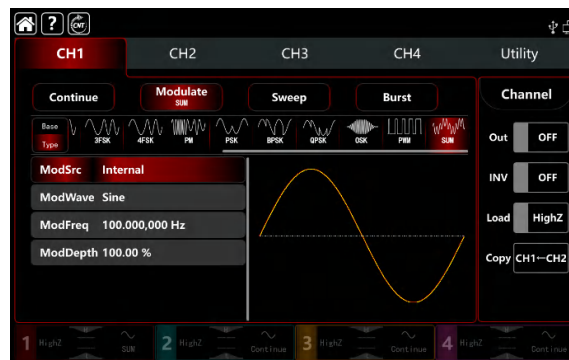 ? CNT
CH1 CH2 CH3 CH4 Utility
Continue Modulate Sweep Burst Channel
SUM
Base 3FSK 4FSK PM PSK BPSK QPSK OSK PWM SUM
Type
Out OFF
ModSrc Internal
INV OFF
ModWave Sine
ModFreq 100.000,000 Hz
Load HighZ
ModDepth 100.00 %
Copy CH1←CH2
1 HighZ SUM 2 HighZ Continue 3 HighZ Continue 4 HighZ Continue